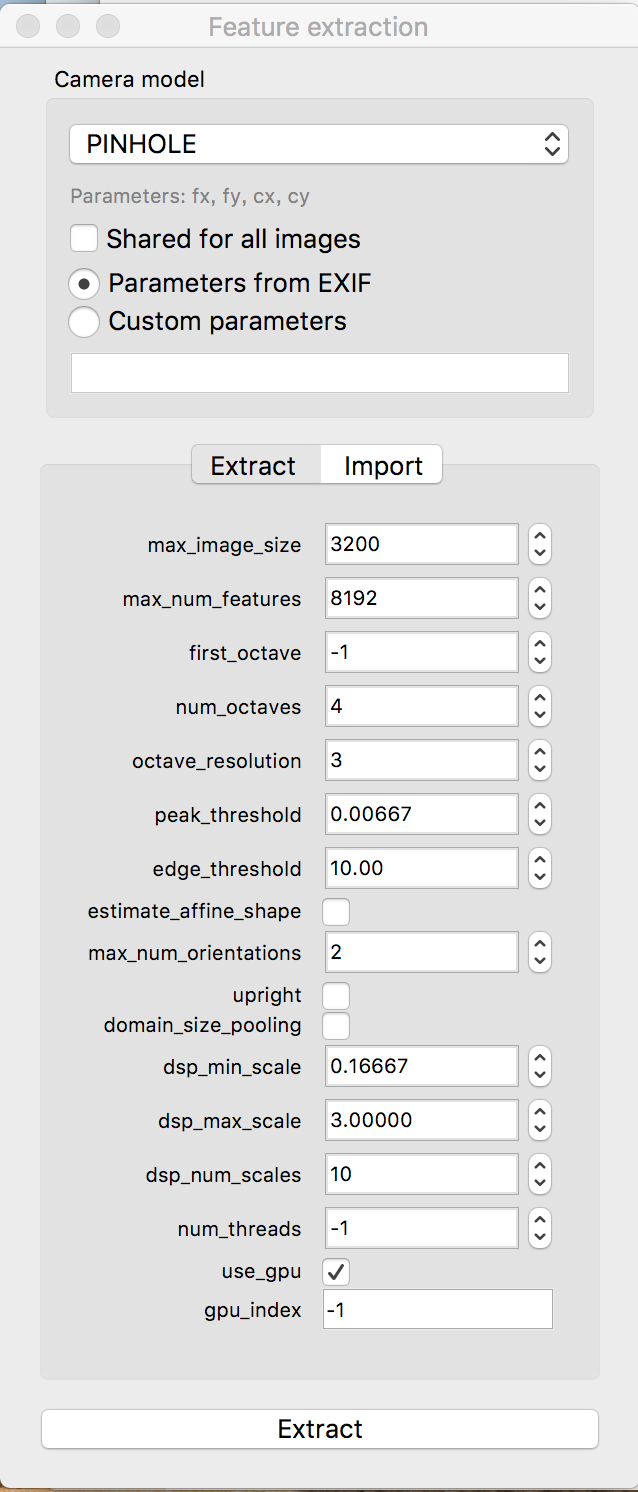 Feature extraction
Camera model
PINHOLE
Parameters: fx, fy, cx, cy
Shared for all images
Parameters from EXIF
Custom parameters
Extract Import
max_image_size 3200
max_num_features 8192
first_octave -1
num_octaves 4
octave_resolution 3
peak_threshold 0.00667
edge_threshold 10.00
estimate_affine_shape
max_num_orientations 2
upright
domain_size_pooling
dsp_min_scale 0.16667
dsp_max_scale 3.00000
dsp_num_scales 10
num_threads -1
use_gpu
gpu_index -1
Extract